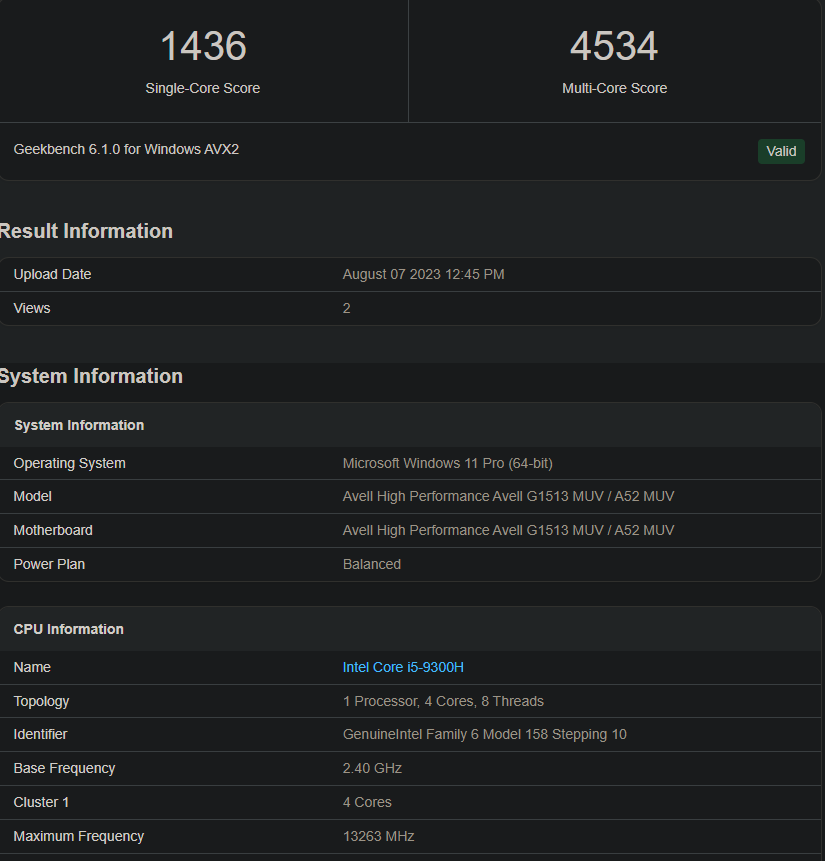 1436 4534
Single-Core Score Multi-Core Score
Geekbench 6.1.0 for Windows AVX2 Valid
Result Information
Upload Date August 07 2023 12:45 PM
Views 2
System Information
System Information
Operating System Microsoft Windows 11 Pro (64-bit)
Model Avell High Performance Avell G1513 MUV / A52 MUV
Motherboard Avell High Performance Avell G1513 MUV / A52 MUV
Power Plan Balanced
CPU Information
Name Intel Core i5-9300H
Topology 1 Processor, 4 Cores, 8 Threads
Identifier GenuineIntel Family 6 Model 158 Stepping 10
Base Frequency 2.40 GHz
Cluster 1 4 Cores
Maximum Frequency 13263 MHz